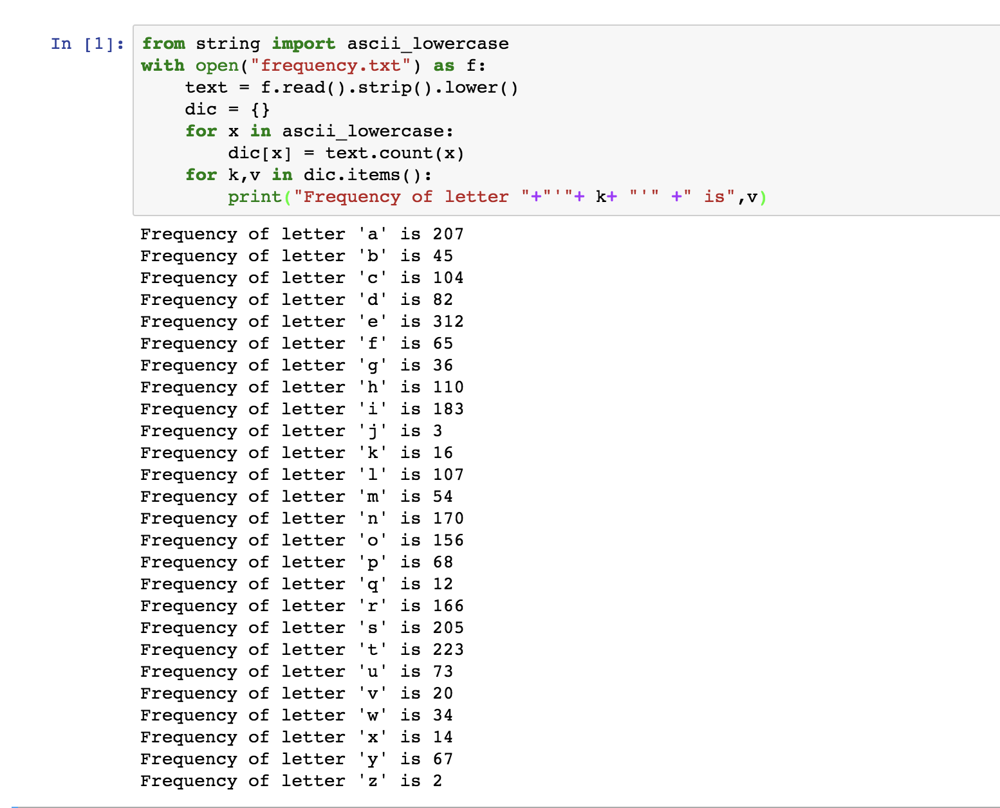 In [1]: from string import ascii_lowercase
with open("frequency.txt") as f:
    text = f.read().strip().lower()
    dic = {}
    for x in ascii_lowercase:
        dic[x] = text.count(x)
    for k,v in dic.items():
        print("Frequency of letter "+"'"+ k+ "'" +" is",v)
Frequency of letter 'a' is 207
Frequency of letter 'b' is 45
Frequency of letter 'c' is 104
Frequency of letter 'd' is 82
Frequency of letter 'e' is 312
Frequency of letter 'f' is 65
Frequency of letter 'g' is 36
Frequency of letter 'h' is 110
Frequency of letter 'i' is 183
Frequency of letter 'j' is 3
Frequency of letter 'k' is 16
Frequency of letter 'l' is 107
Frequency of letter 'm' is 54
Frequency of letter 'n' is 170
Frequency of letter 'o' is 156
Frequency of letter 'p' is 68
Frequency of letter 'q' is 12
Frequency of letter 'r' is 166
Frequency of letter 's' is 205
Frequency of letter 't' is 223
Frequency of letter 'u' is 73
Frequency of letter 'v' is 20
Frequency of letter 'w' is 34
Frequency of letter 'x' is 14
Frequency of letter 'y' is 67
Frequency of letter 'z' is 2